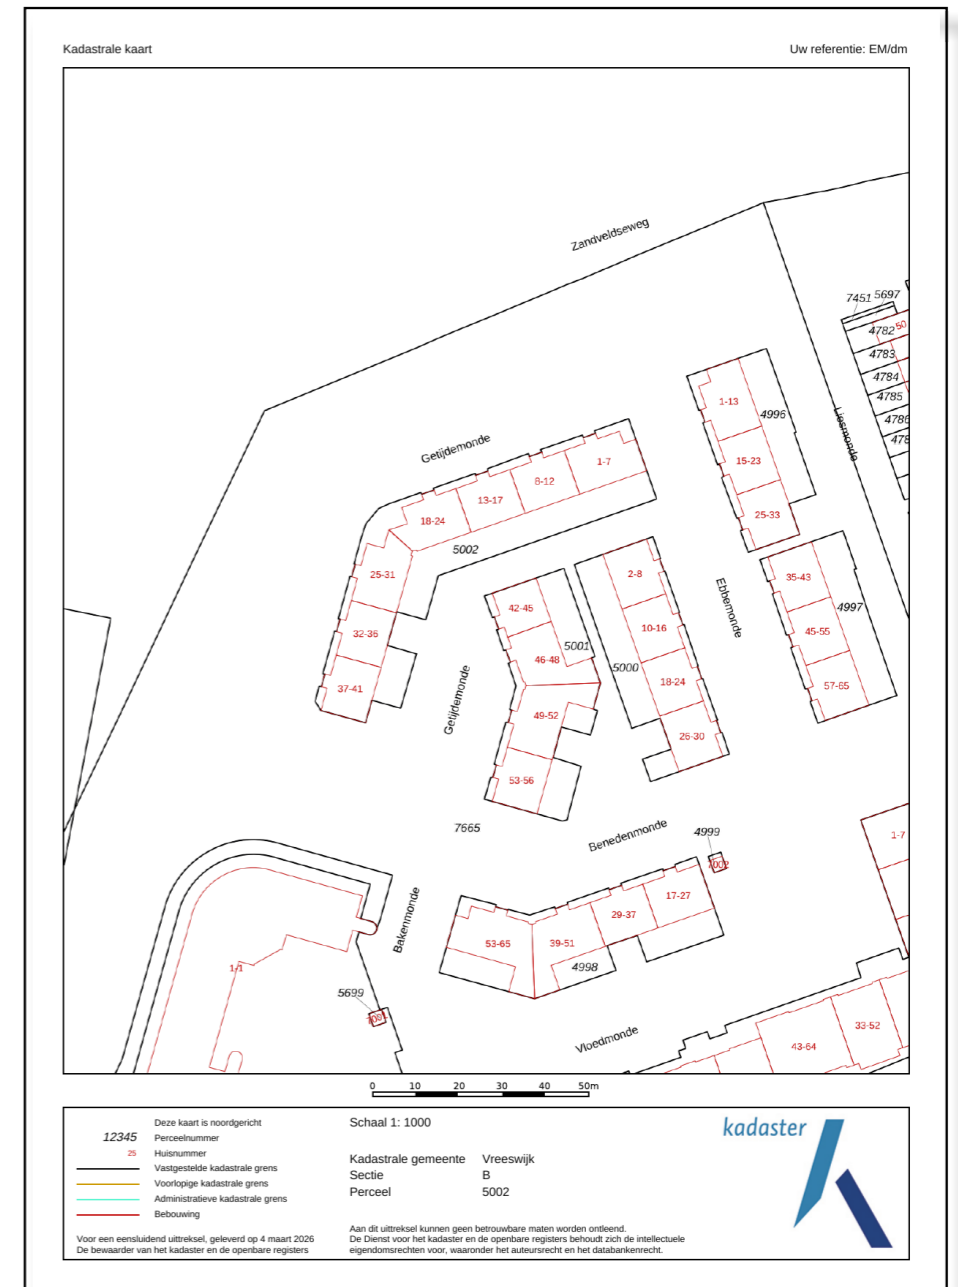 Kadastrale kaart
Uw referentie: EM/dm
Zandveldseweg
7451
5697
4782
50
4783
4784
4785
4786
478
Liesmonde
1-13
4996
15-23
25-33
Getijdemonde
1-7
8-12
13-17
18-24
5002
25-31
32-36
37-41
2-8
10-16
18-24
26-30
5000
Ebbemonde
35-43
4997
45-55
57-65
42-45
46-48
5001
49-52
53-56
Getijdemonde
7665
Benedenmonde
4999
7002
1-7
17-27
29-37
39-51
53-65
4998
Bakenmonde
1-1
5699
Vloedmonde
33-52
43-64
0 10 20 30 40 50m
Deze kaart is noordgericht
12345 Perceelnummer
25 Huisnummer
Vastgestelde kadastrale grens
Voorlopige kadastrale grens
Administratieve kadastrale grens
Bebouwing
Voor een eensluidend uittreksel, geleverd op 4 maart 2026
De bewaarder van het kadaster en de openbare registers
Schaal 1: 1000
Kadastrale gemeente Vreeswijk
Sectie B
Perceel 5002
Aan dit uittreksel kunnen geen betrouwbare maten worden ontleend.
De Dienst voor het kadaster en de openbare registers behoudt zich de intellectuele
eigendomsrechten voor, waaronder het auteursrecht en het databankenrecht.
kadaster